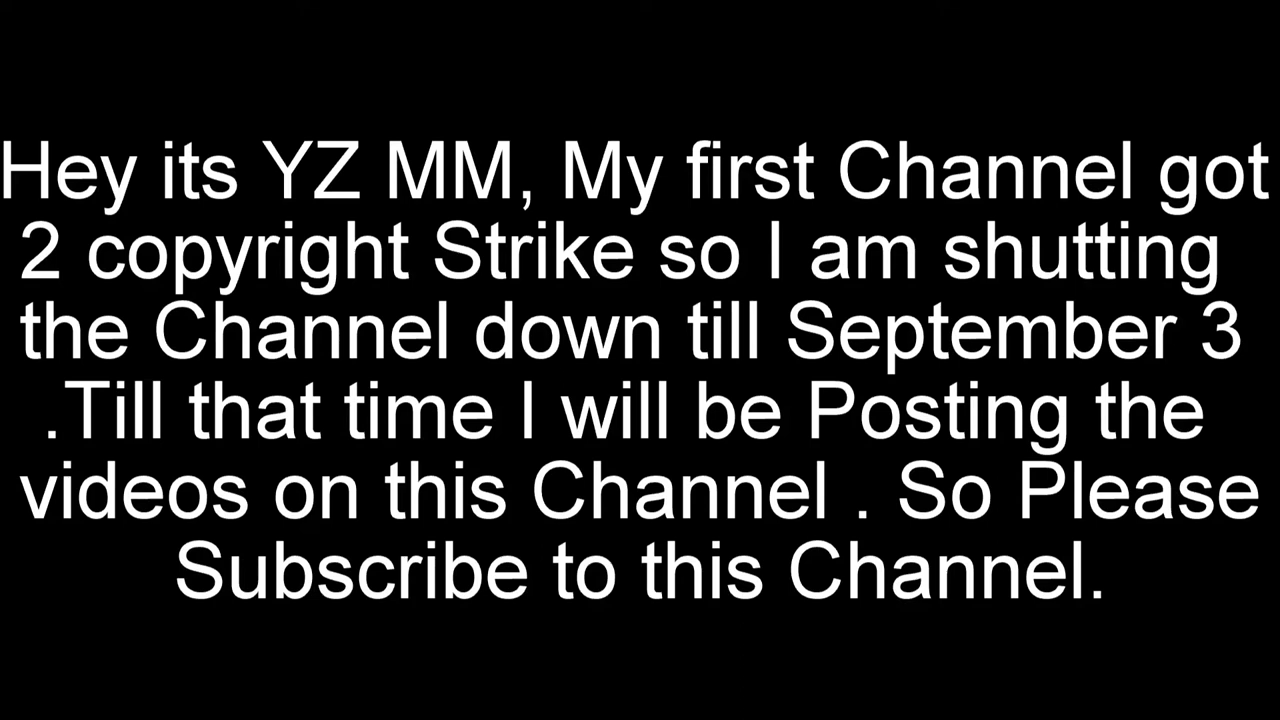 Hey its YZ MM, My first Channel got
2 copyright Strike so I am shutting
the Channel down till September 3
.Till that time I will be Posting the
videos on this Channel . So Please
Subscribe to this Channel.